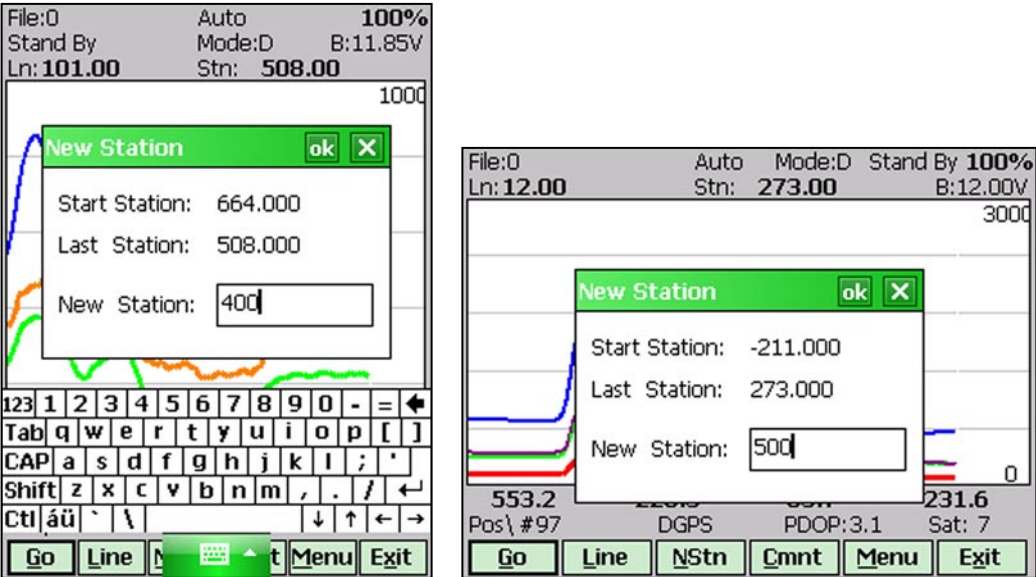 File:0 Auto 100%
Stand By Mode:D B:11.85V
Ln: 101.00 Stn: 508.00
1000
New Station ok X
Start Station: 664.000
Last Station: 508.000
New Station: 400
123 1 2 3 4 5 6 7 8 9 0 - = 
Tab q w e r t y u i o p [ ]
CAP a s d f g h j k l ; '
Shift z x c v b n m , . / ↵
Ctl áü ` \ ↓ ↑ ← →
Go Line Menu Exit
File:0 Auto Mode:D Stand By 100%
Ln: 12.00 Stn: 273.00 B:12.00V
3000
New Station ok X
Start Station: -211.000
Last Station: 273.000
New Station: 500
0
553.2 231.6
Pos\ #97 DGPS PDOP:3.1 Sat: 7
Go Line NStn Cmnt Menu Exit